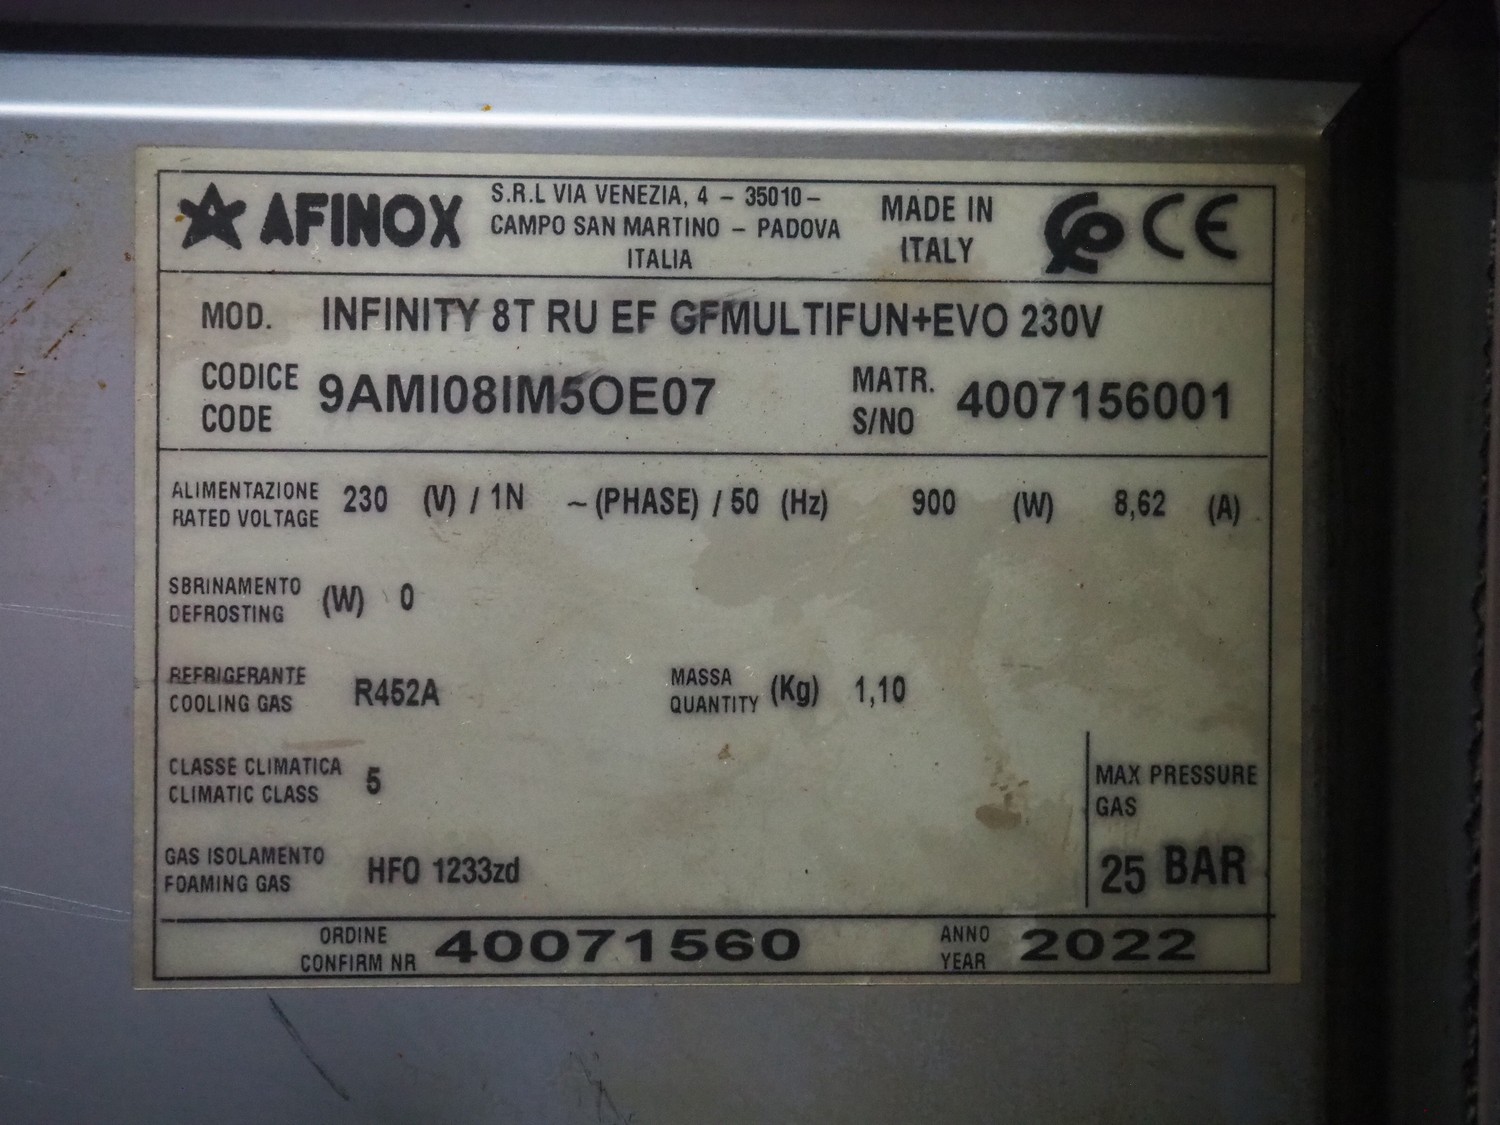 AFINOX
S.R.L VIA VENEZIA, 4 – 35010 –
CAMPO SAN MARTINO – PADOVA
ITALIA
MADE IN
ITALY
CE
MOD. INFINITY 8T RU EF GFMULTIFUN+EVO 230V
CODICE
CODE
9AMI08IM5OE07
MATR.
S/NO
4007156001
ALIMENTAZIONE
RATED VOLTAGE
230 (V) / 1N ~ (PHASE) / 50 (Hz) 900 (W) 8,62 (A)
SBRINAMENTO
DEFROSTING
(W) 0
REFRIGERANTE
COOLING GAS
R452A
MASSA
QUANTITY
(Kg) 1,10
CLASSE CLIMATICA
CLIMATIC CLASS
5
MAX PRESSURE
GAS
25 BAR
GAS ISOLAMENTO
FOAMING GAS
HFO 1233zd
ORDINE
CONFIRM NR
40071560
ANNO
YEAR
2022